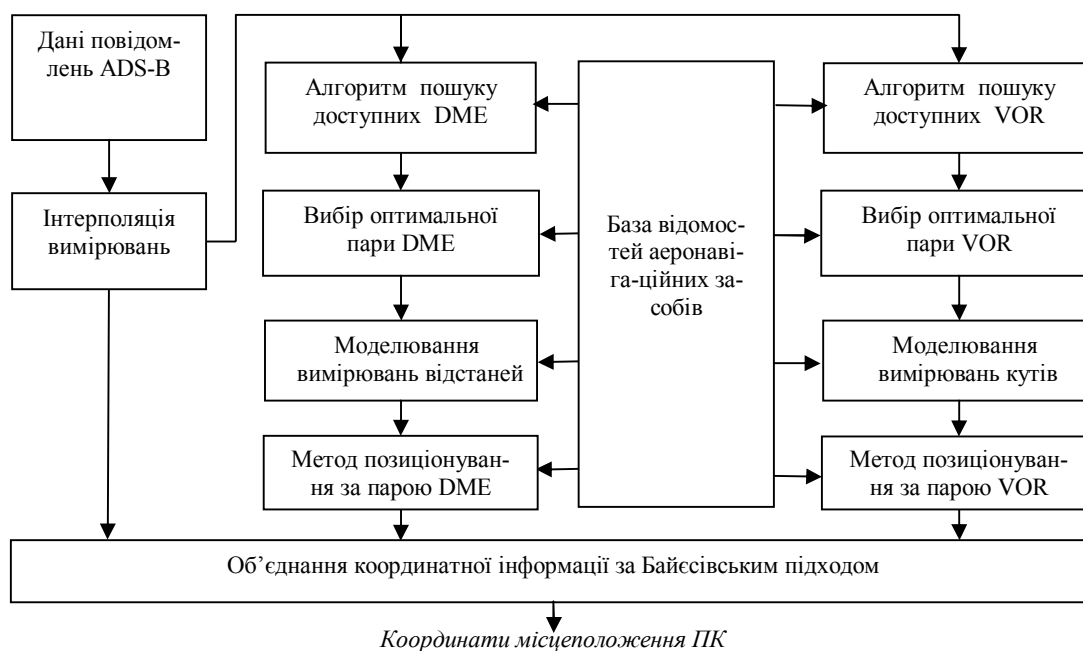 Дані повідом-
лень ADS-B
Алгоритм пошуку
доступних DME
Алгоритм пошуку
доступних VOR
Інтерполяція
вимірювань
Вибір оптимальної
пари DME
База відомос-
тей аеронаві-
га-ційних за-
собів
Вибір оптимальної
пари VOR
Моделювання
вимірювань відстаней
Моделювання
вимірювань кутів
Метод позиціонуван-
ня за парою DME
Метод позиціонуван-
ня за парою VOR
Об’єднання координатної інформації за Байєсівським підходом
Координати місцеположення ПК